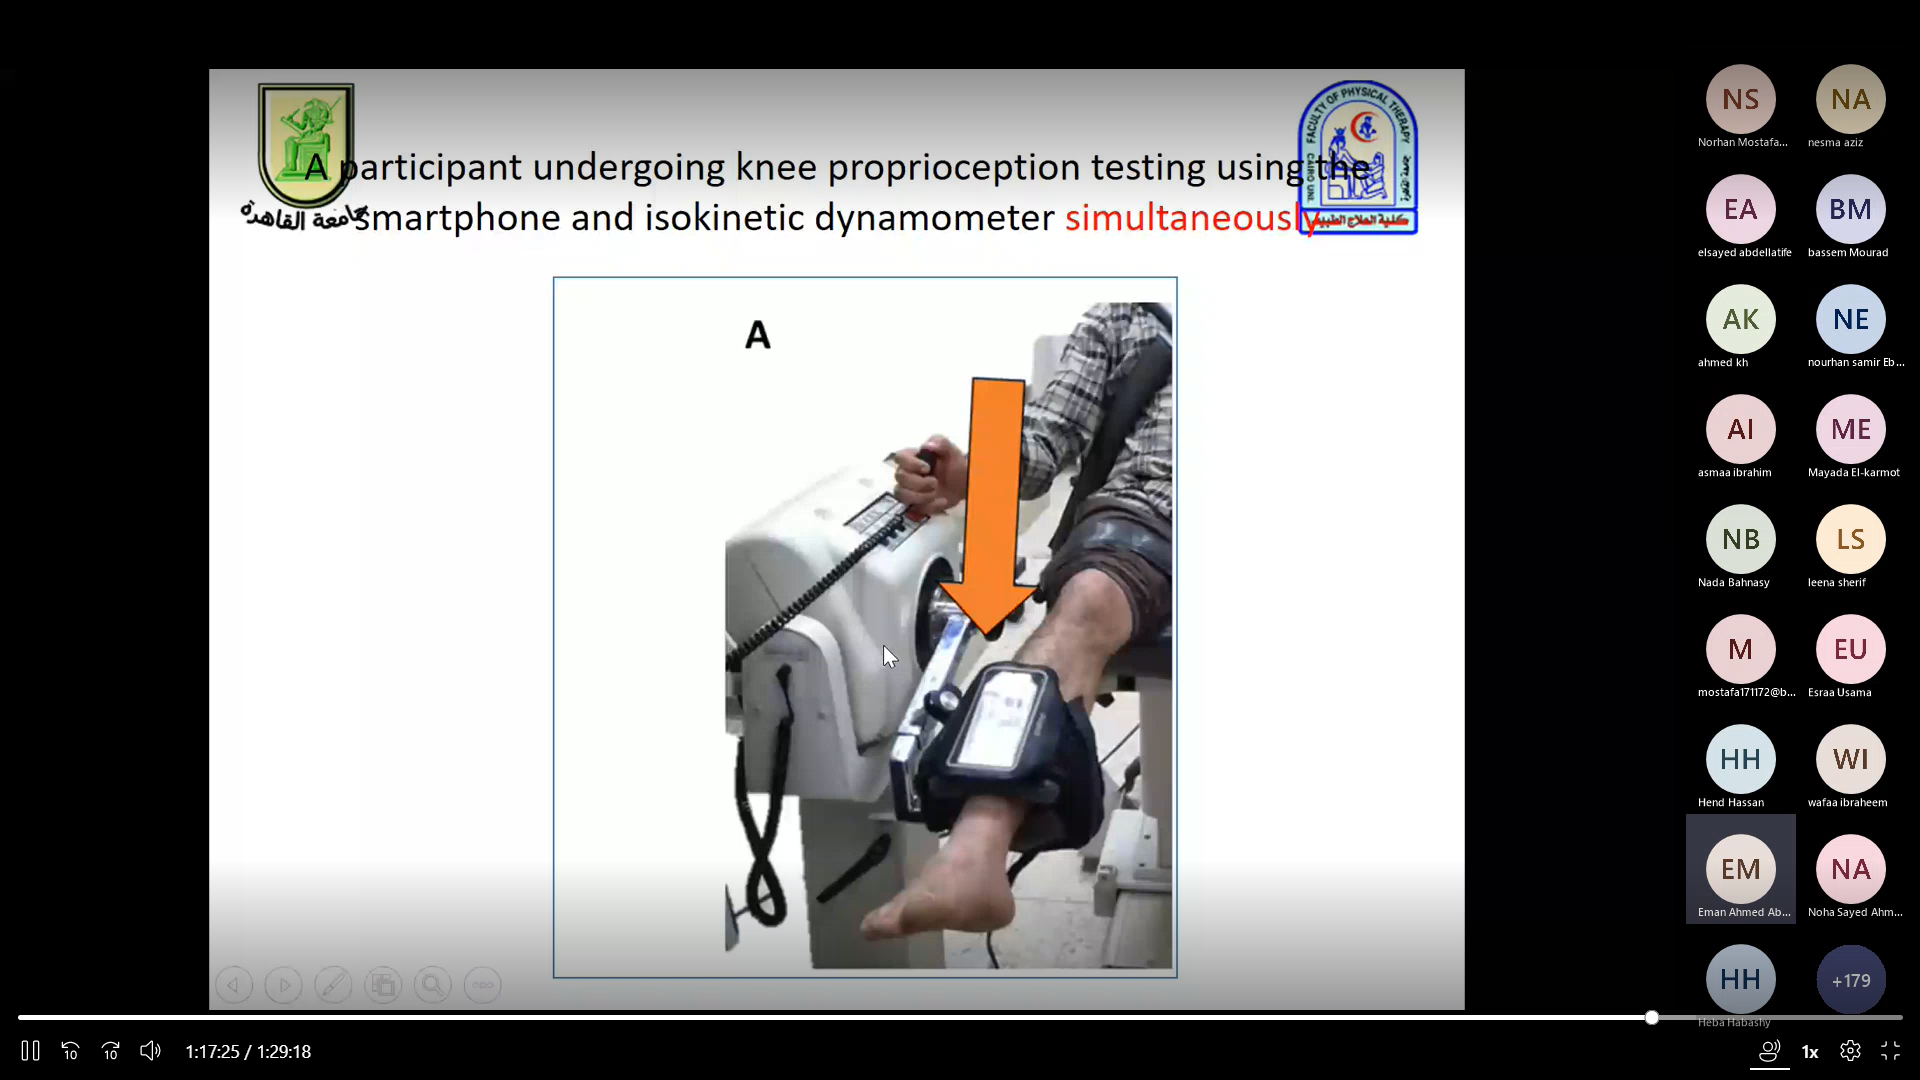 FACULTY OF PHYSICAL THERAPY
CAIRO UNI.
جامعة القاهرة
كلية العلاج الطبيعي
A participant undergoing knee proprioception testing using the
smartphone and isokinetic dynamometer simultaneously
A
NS
Norhan Mostafa...
NA
nesma aziz
EA
elsayed abdellatife
BM
bassem Mourad
AK
ahmed kh
NE
nourhan samir Eb...
AI
asmaa ibrahim
ME
Mayada El-karmot
NB
Nada Bahnasy
LS
leena sherif
M
mostafa171172@b...
EU
Esraa Usama
HH
Hend Hassan
WI
wafaa ibraheem
EM
Eman Ahmed Ab...
NA
Noha Sayed Ahm...
HH
Heba Habashy
+179
10
10
1:17:25 / 1:29:18
1x